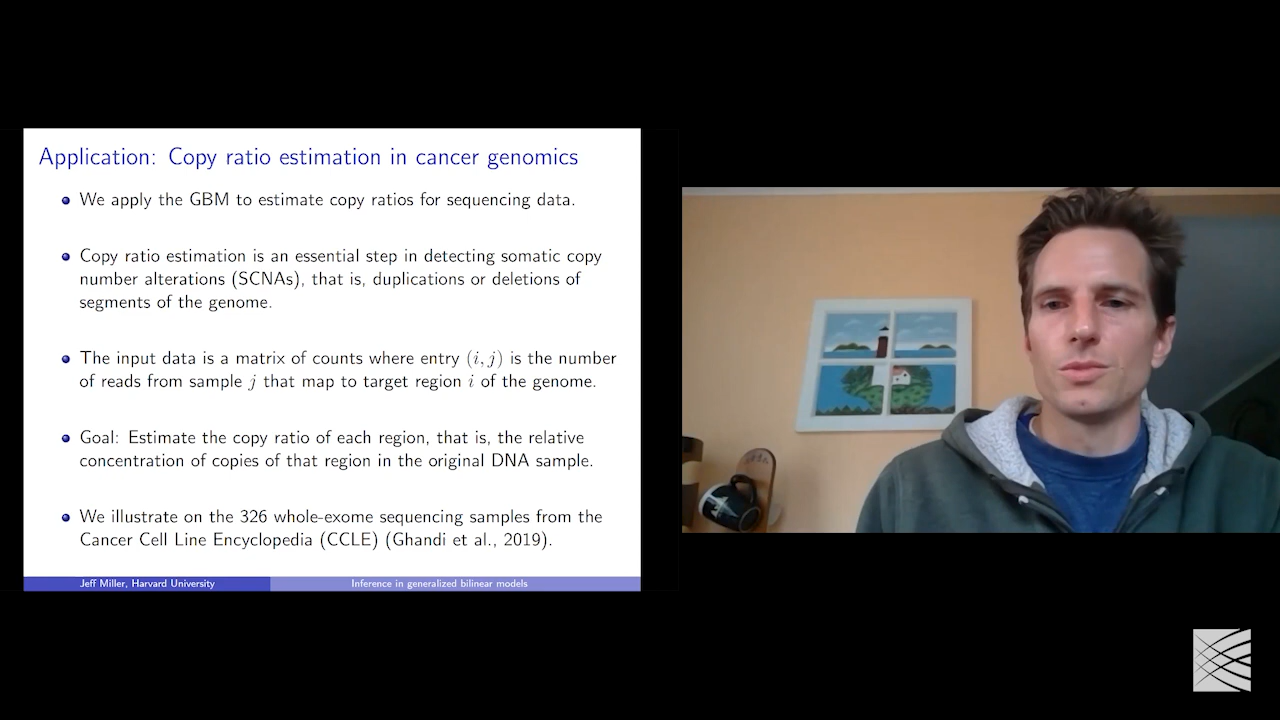 Application: Copy ratio estimation in cancer genomics
We apply the GBM to estimate copy ratios for sequencing data.
Copy ratio estimation is an essential step in detecting somatic copy
number alterations (SCNAs), that is, duplications or deletions of
segments of the genome.
The input data is a matrix of counts where entry (i, j) is the number
of reads from sample j that map to target region i of the genome.
Goal: Estimate the copy ratio of each region, that is, the relative
concentration of copies of that region in the original DNA sample.
We illustrate on the 326 whole-exome sequencing samples from the
Cancer Cell Line Encyclopedia (CCLE) (Ghandi et al., 2019).
Jeff Miller, Harvard University
Inference in generalized bilinear models